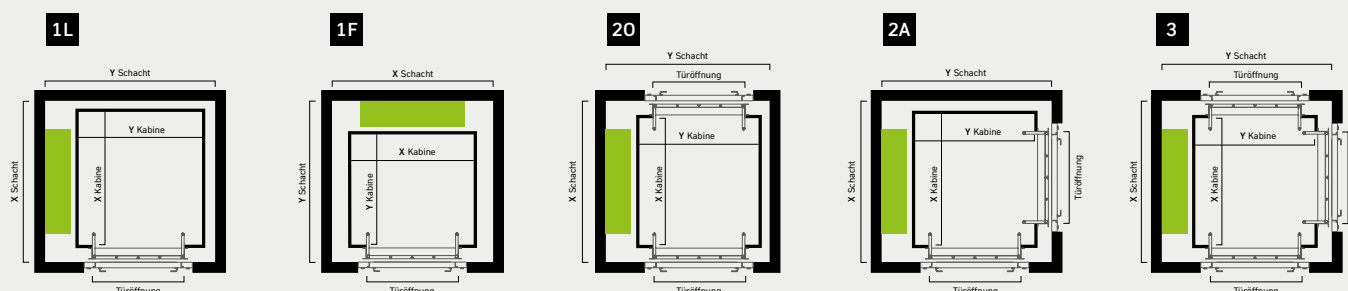 1L
Y Schacht
X Schacht
Y Kabine
X Kabine
Türöffnung
1F
X Schacht
Y Schacht
X Kabine
Y Kabine
Türöffnung
2O
Y Schacht
Türöffnung
X Schacht
Y Kabine
X Kabine
Türöffnung
2A
Y Schacht
X Schacht
Y Kabine
X Kabine
Türöffnung
Türöffnung
3
Y Schacht
Türöffnung
X Schacht
Y Kabine
X Kabine
Türöffnung